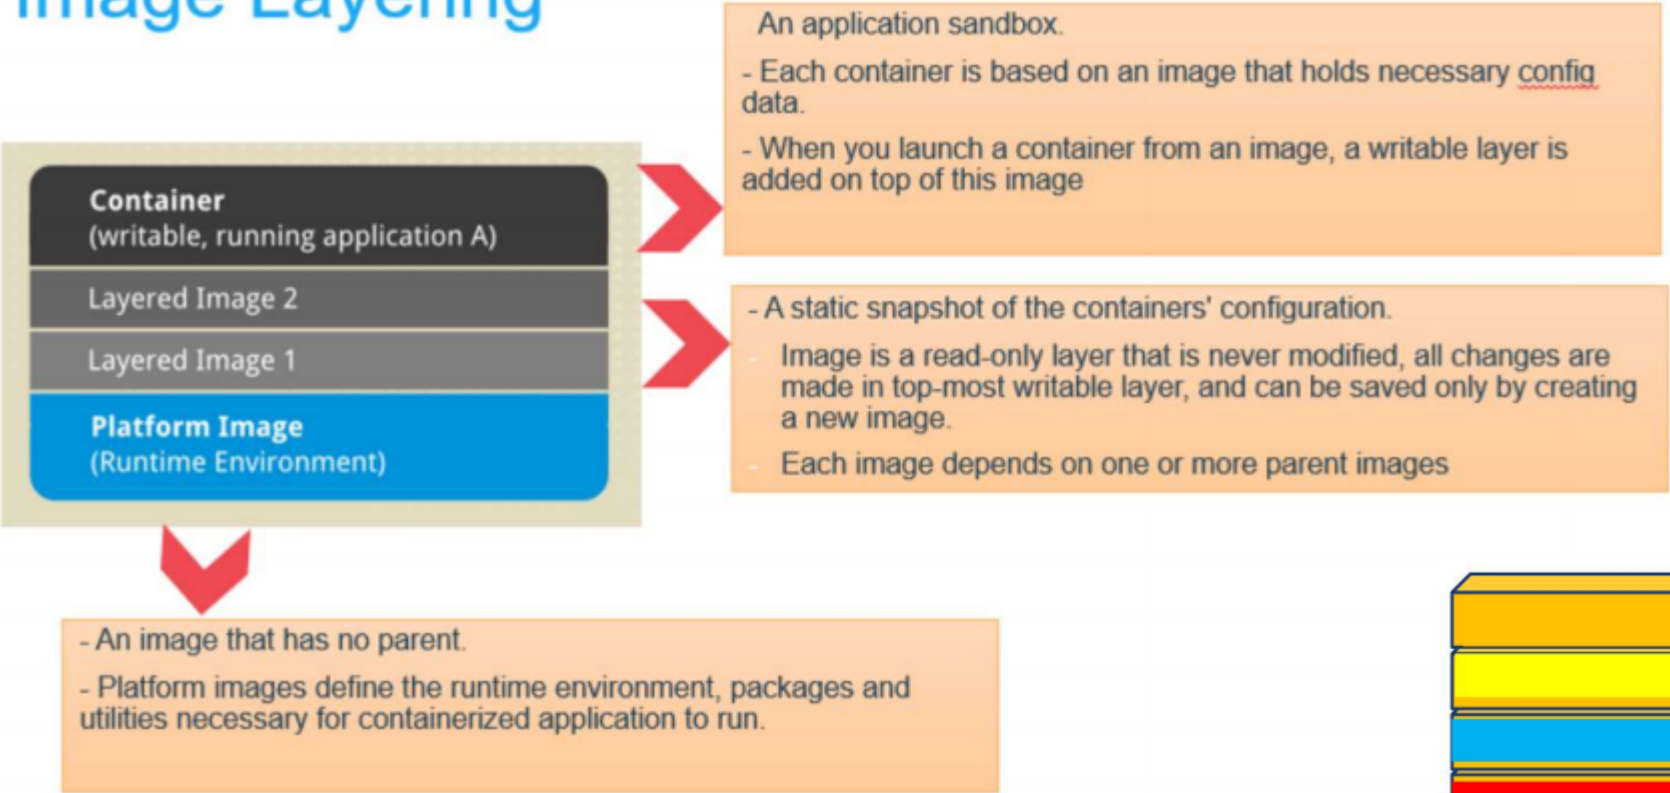 Image Layering
An application sandbox.
- Each container is based on an image that holds necessary config
data.
- When you launch a container from an image, a writable layer is
added on top of this image
Container
(writable, running application A)
Layered Image 2
Layered Image 1
Platform Image
(Runtime Environment)
- A static snapshot of the containers' configuration.
- Image is a read-only layer that is never modified, all changes are
made in top-most writable layer, and can be saved only by creating
a new image.
- Each image depends on one or more parent images
- An image that has no parent.
- Platform images define the runtime environment, packages and
utilities necessary for containerized application to run.